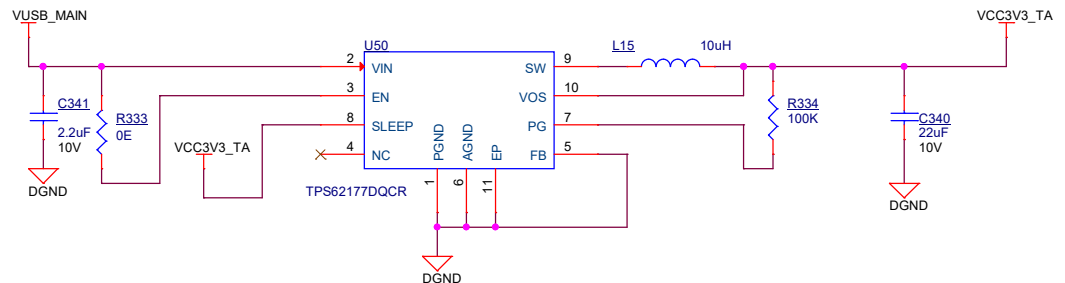 VUSB_MAIN
VCC3V3_TA
U50
L15 10uH
2 VIN SW 9
3 EN VOS 10
8 SLEEP PG 7
4 NC FB 5
PGND AGND EP
1 6 11
TPS62177DQCR
C341
2.2uF
10V
R333
0E
VCC3V3_TA
R334
100K
C340
22uF
10V
DGND
DGND
DGND